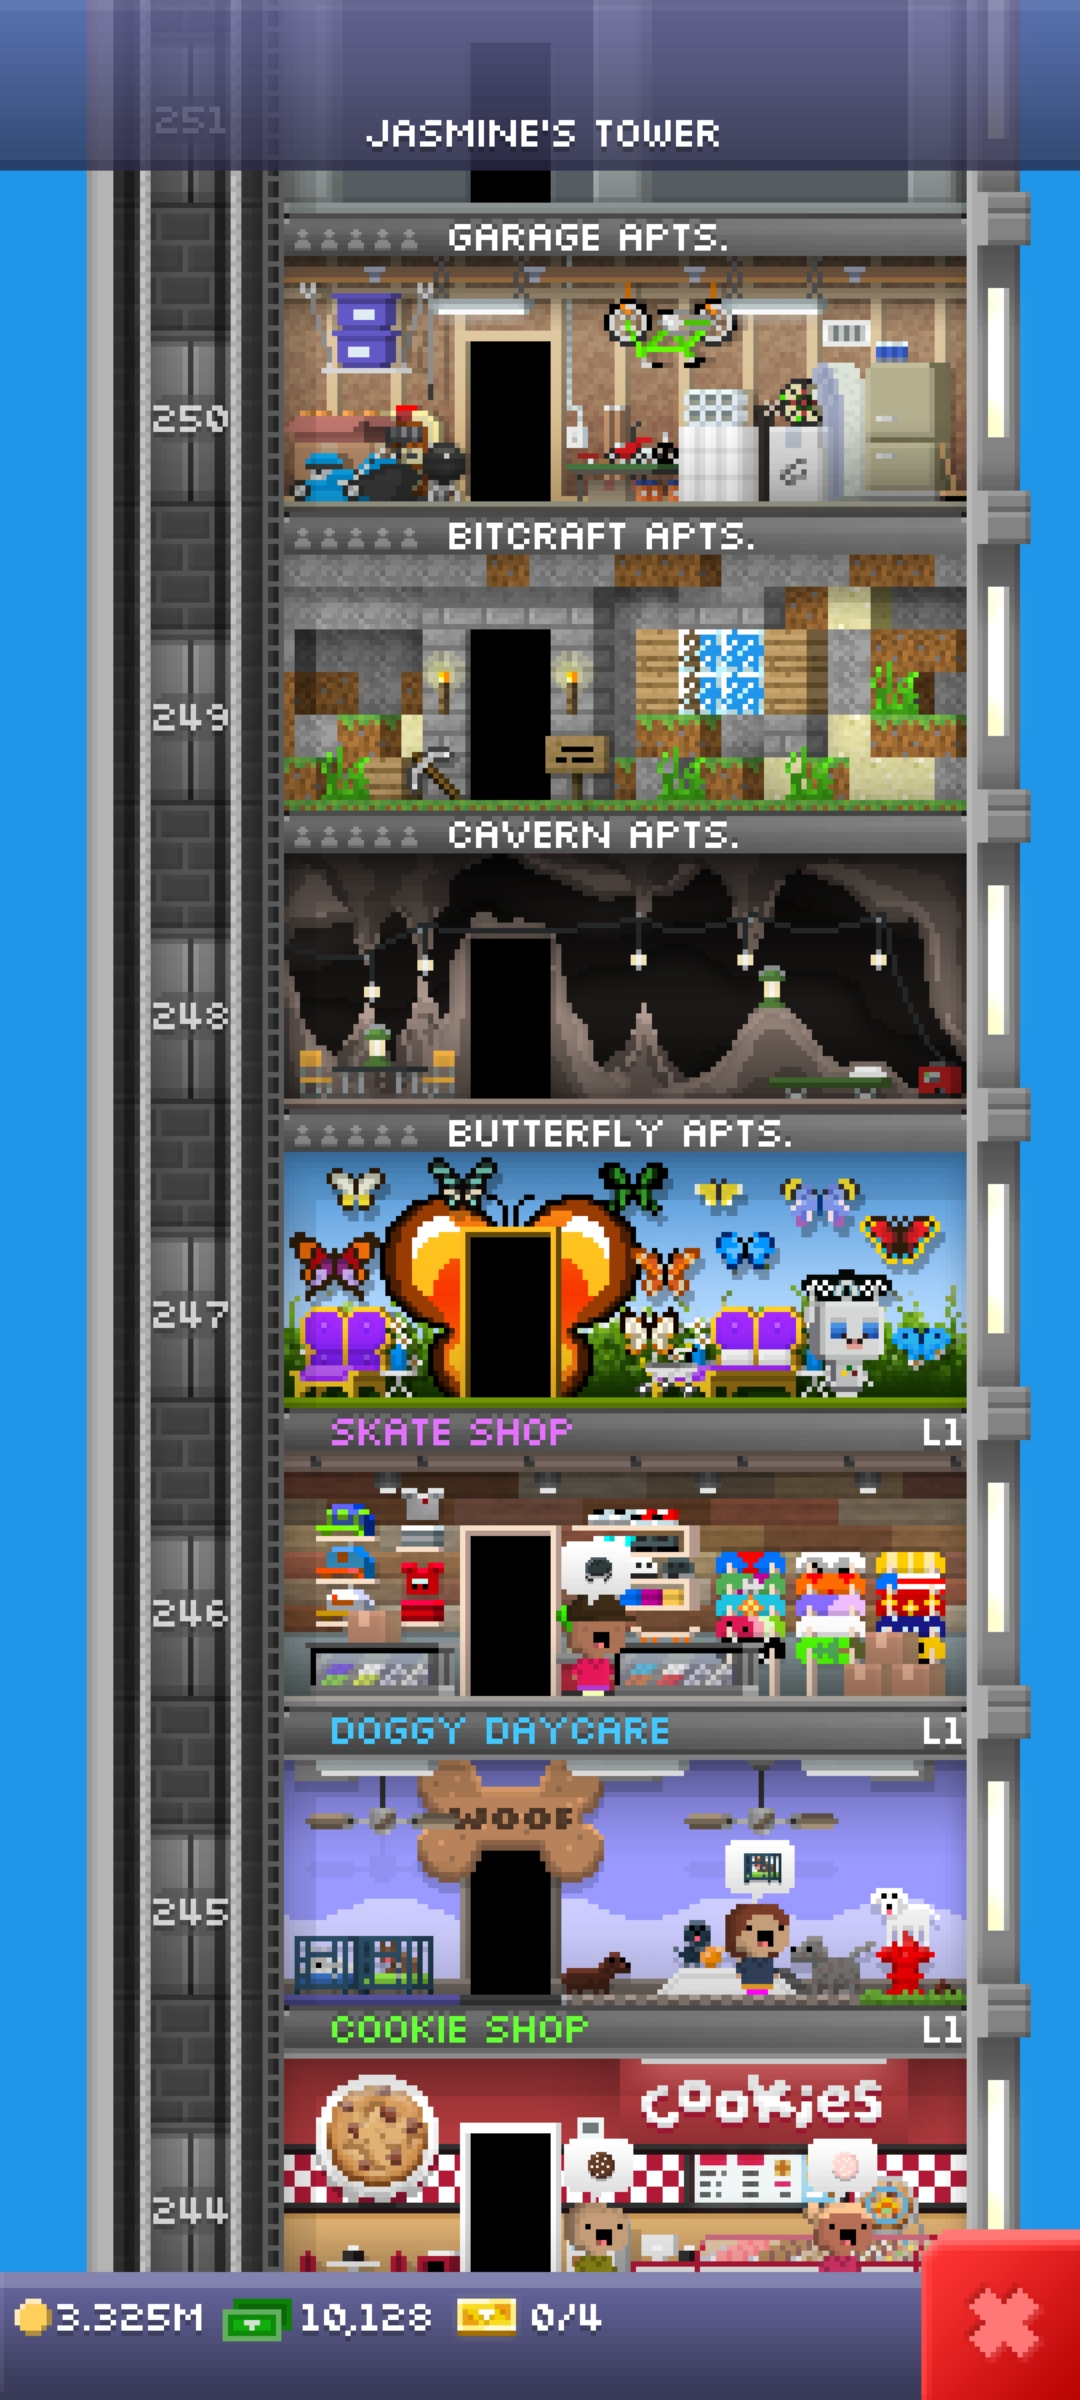 251
JASMINE'S TOWER
GARAGE APTS.
250
BITCRAFT APTS.
249
CAVERN APTS.
248
BUTTERFLY APTS.
247
SKATE SHOP L1
246
DOGGY DAYCARE L1
WOOF
245
COOKIE SHOP L1
cookies
244
3.325M 10,128 0/4